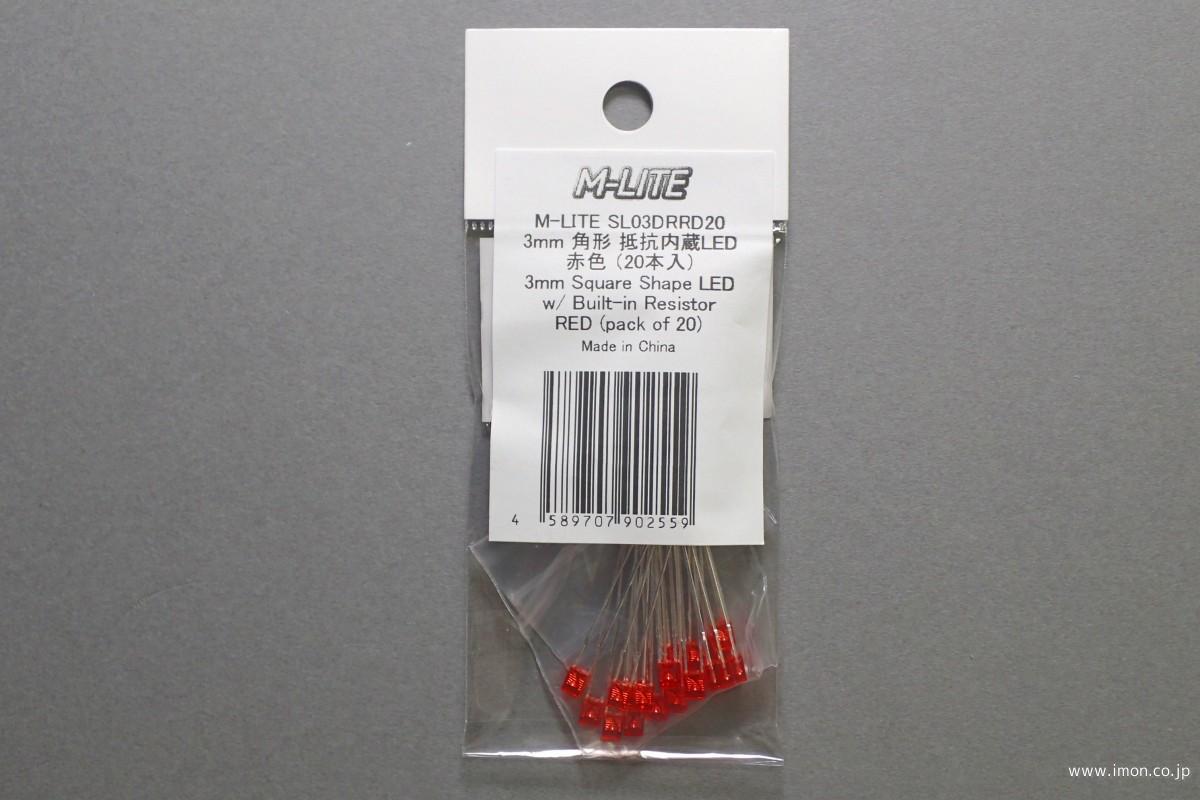 M-LITE
M-LITE SL03DRRD20
3mm 角形 抵抗内蔵LED
赤色（20本入）
3mm Square Shape LED
w/ Built-in Resistor
RED (pack of 20)
Made in China
4 589707 902559
www.imon.co.jp